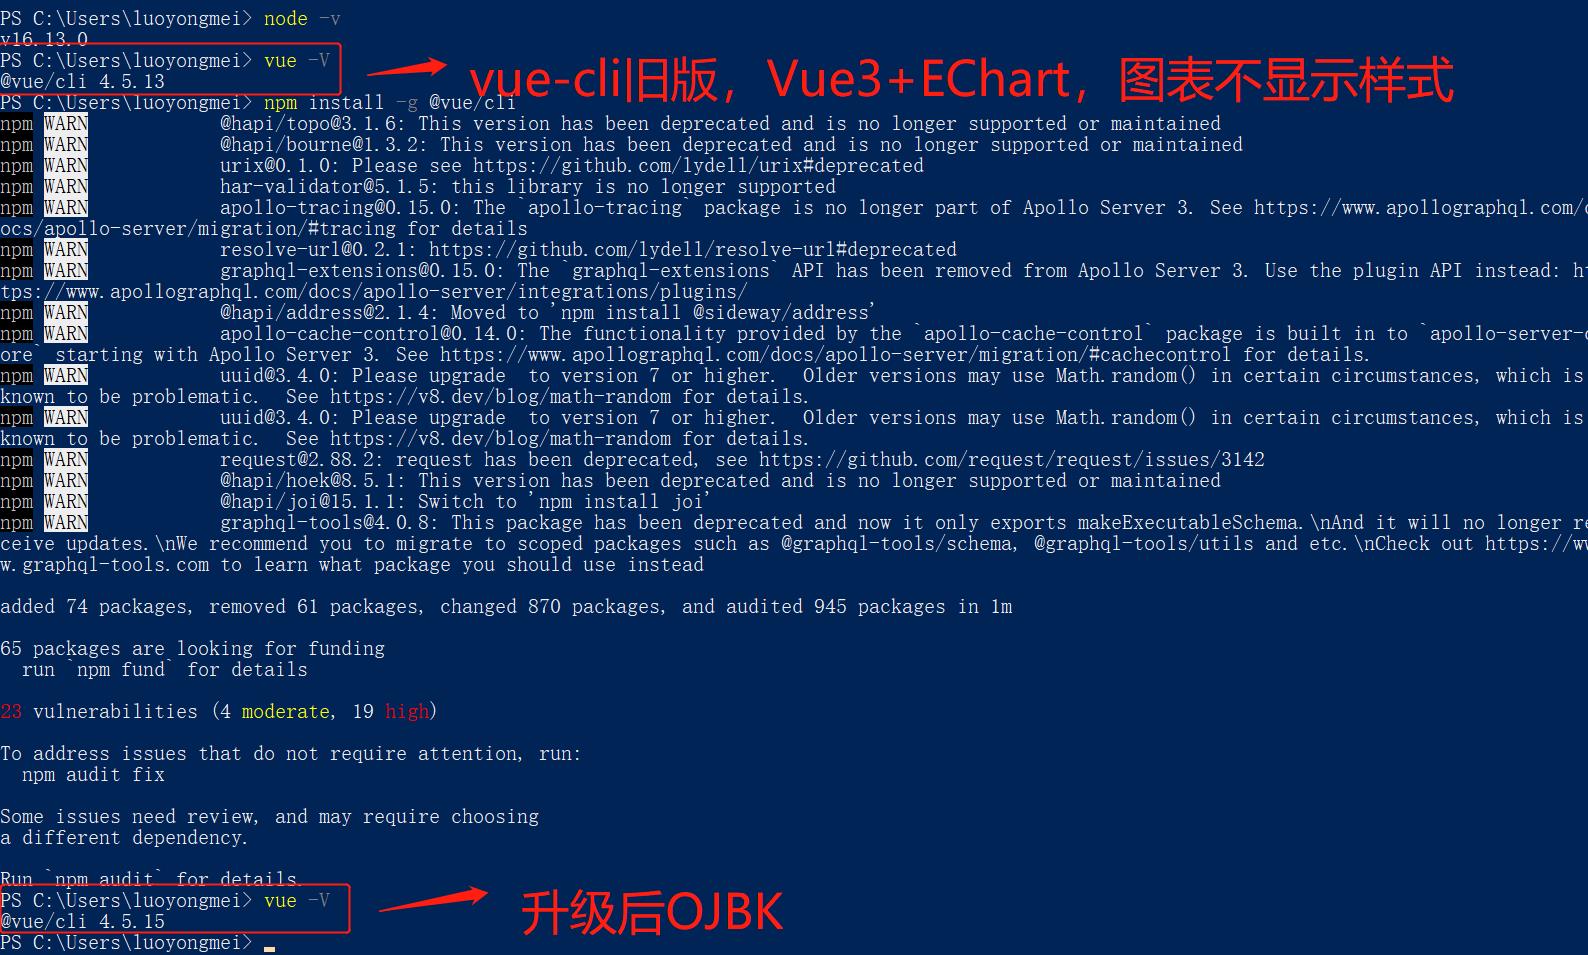 PS C:\Users\luoyongmei> node -v
v16.13.0
PS C:\Users\luoyongmei> vue -V
@vue/cli 4.5.13
vue-cli旧版，Vue3+EChart，图表不显示样式
PS C:\Users\luoyongmei> npm install -g @vue/cli
npm WARN @hapi/topo@3.1.6: This version has been deprecated and is no longer supported or maintained
npm WARN @hapi/bourne@1.3.2: This version has been deprecated and is no longer supported or maintained
npm WARN urix@0.1.0: Please see https://github.com/lydell/urix#deprecated
npm WARN har-validator@5.1.5: this library is no longer supported
npm WARN apollo-tracing@0.15.0: The `apollo-tracing` package is no longer part of Apollo Server 3. See https://www.apollographql.com/d
ocs/apollo-server/migration/#tracing for details
npm WARN resolve-url@0.2.1: https://github.com/lydell/resolve-url#deprecated
npm WARN graphql-extensions@0.15.0: The `graphql-extensions` API has been removed from Apollo Server 3. Use the plugin API instead: ht
tps://www.apollographql.com/docs/apollo-server/integrations/plugins/
npm WARN @hapi/address@2.1.4: Moved to 'npm install @sideway/address'
npm WARN apollo-cache-control@0.14.0: The functionality provided by the `apollo-cache-control` package is built in to `apollo-server-c
ore` starting with Apollo Server 3. See https://www.apollographql.com/docs/apollo-server/migration/#cachecontrol for details.
npm WARN uuid@3.4.0: Please upgrade  to version 7 or higher.  Older versions may use Math.random() in certain circumstances, which is
known to be problematic.  See https://v8.dev/blog/math-random for details.
npm WARN uuid@3.4.0: Please upgrade  to version 7 or higher.  Older versions may use Math.random() in certain circumstances, which is
known to be problematic.  See https://v8.dev/blog/math-random for details.
npm WARN request@2.88.2: request has been deprecated, see https://github.com/request/request/issues/3142
npm WARN @hapi/hoek@8.5.1: This version has been deprecated and is no longer supported or maintained
npm WARN @hapi/joi@15.1.1: Switch to 'npm install joi'
npm WARN graphql-tools@4.0.8: This package has been deprecated and now it only exports makeExecutableSchema.\nAnd it will no longer re
ceive updates.\nWe recommend you to migrate to scoped packages such as @graphql-tools/schema, @graphql-tools/utils and etc.\nCheck out https://ww
w.graphql-tools.com to learn what package you should use instead
added 74 packages, removed 61 packages, changed 870 packages, and audited 945 packages in 1m
65 packages are looking for funding
run `npm fund` for details
23 vulnerabilities (4 moderate, 19 high)
To address issues that do not require attention, run:
npm audit fix
Some issues need review, and may require choosing
a different dependency.
Run `npm audit` for details.
PS C:\Users\luoyongmei> vue -V
@vue/cli 4.5.15
升级后OJBK
PS C:\Users\luoyongmei>